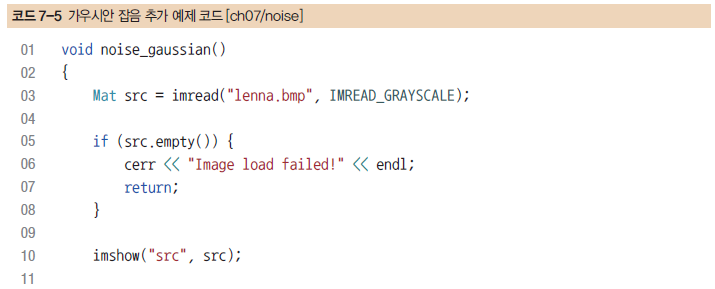 코드 7-5 가우시안 잡음 추가 예제 코드 [ch07/noise]
01 void noise_gaussian()
02 {
03     Mat src = imread("lenna.bmp", IMREAD_GRAYSCALE);
04
05     if (src.empty()) {
06         cerr << "Image load failed!" << endl;
07         return;
08     }
09
10     imshow("src", src);
11